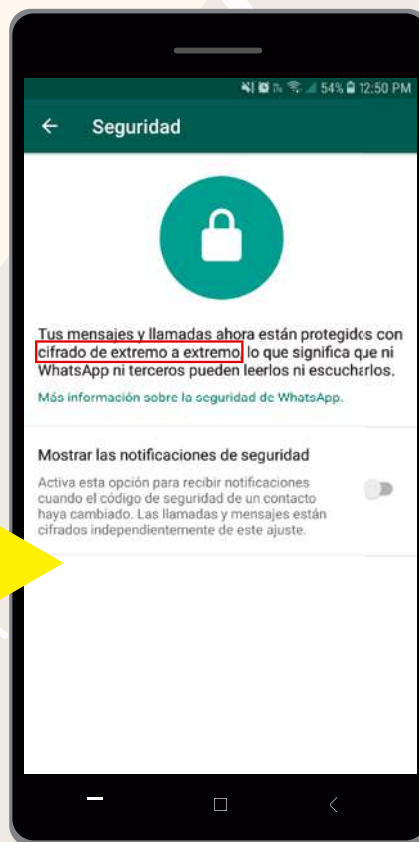 54% 12:50 PM
Seguridad
Tus mensajes y llamadas ahora están protegidos con
cifrado de extremo a extremo, lo que significa que ni
WhatsApp ni terceros pueden leerlos ni escucharlos.
Más información sobre la seguridad de WhatsApp.
Mostrar las notificaciones de seguridad
Activa esta opción para recibir notificaciones
cuando el código de seguridad de un contacto
haya cambiado. Las llamadas y mensajes están
cifrados independientemente de este ajuste.